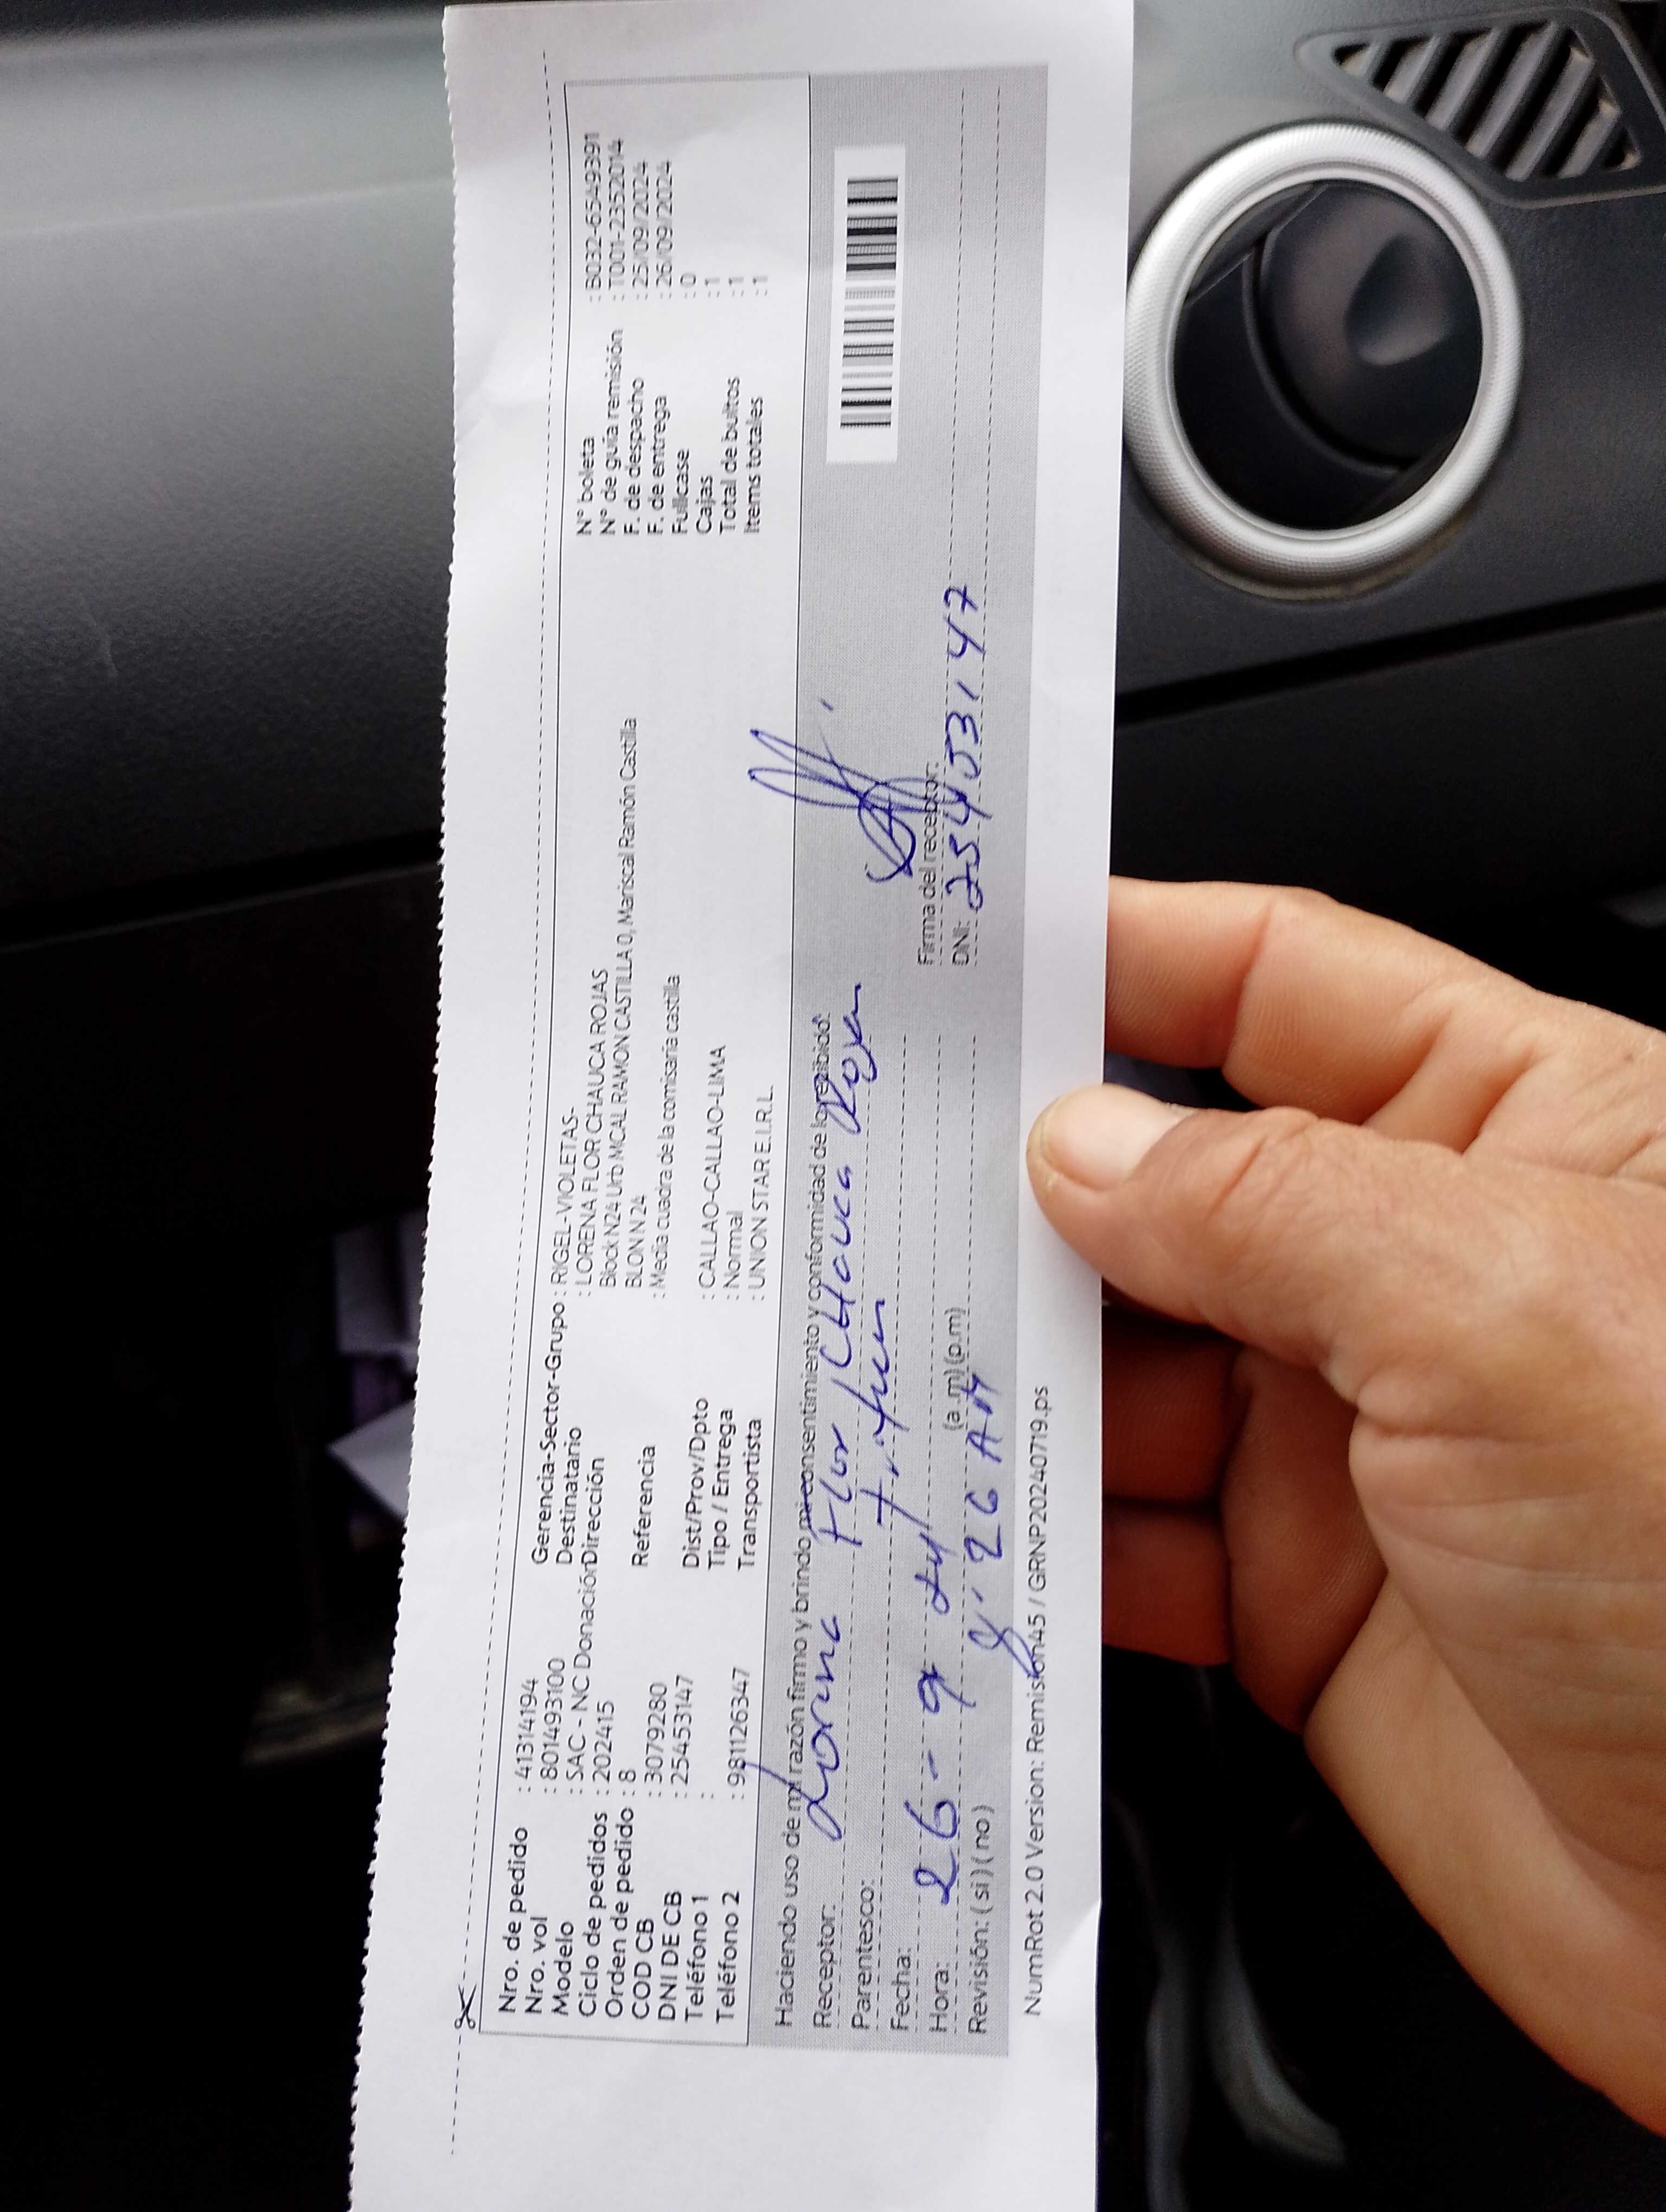 Nro. de pedido : 41314194
Nro. vol : 801493100
Modelo : SAC - NC Donación
Ciclo de pedidos : 202415
Orden de pedido : 8
COD CB : 3079280
DNI DE CB : 25453147
Teléfono 1 :
Teléfono 2 : 981126347
Gerencia-Sector-Grupo : RIGEL-VIOLETAS-
Destinatario : LORENA FLOR CHAUCA ROJAS
Dirección Block N24 Urb MCAL RAMON CASTILLA 0, Mariscal Ramón Castilla
BLON N 24
Referencia : Media cuadra de la comisaria castilla
Dist/Prov/Dpto : CALLAO-CALLAO-LIMA
Tipo / Entrega : Normal
Transportista : UNION STAR E.I.R.L.
N° boleta : B032-6549391
N° de guía remisión : T001-2352014
F. de despacho : 25/09/2024
F. de entrega : 26/09/2024
Fullcase : 0
Cajas : 1
Total de bultos : 1
Items totales : 1
Haciendo uso de mi razón firmo y brindo mi consentimiento y conformidad de lo recibido:
Receptor: Lorena Flor CHauca Rojas
Parentesco:
Fecha: 26 - 9
Hora: 26 AM (a.m) (p.m)
Revisión: ( si ) ( no )
Firma del receptor:
DNI: 25453147
NumRot 2.0 Version: Remision45 / GRNP20240719.ps